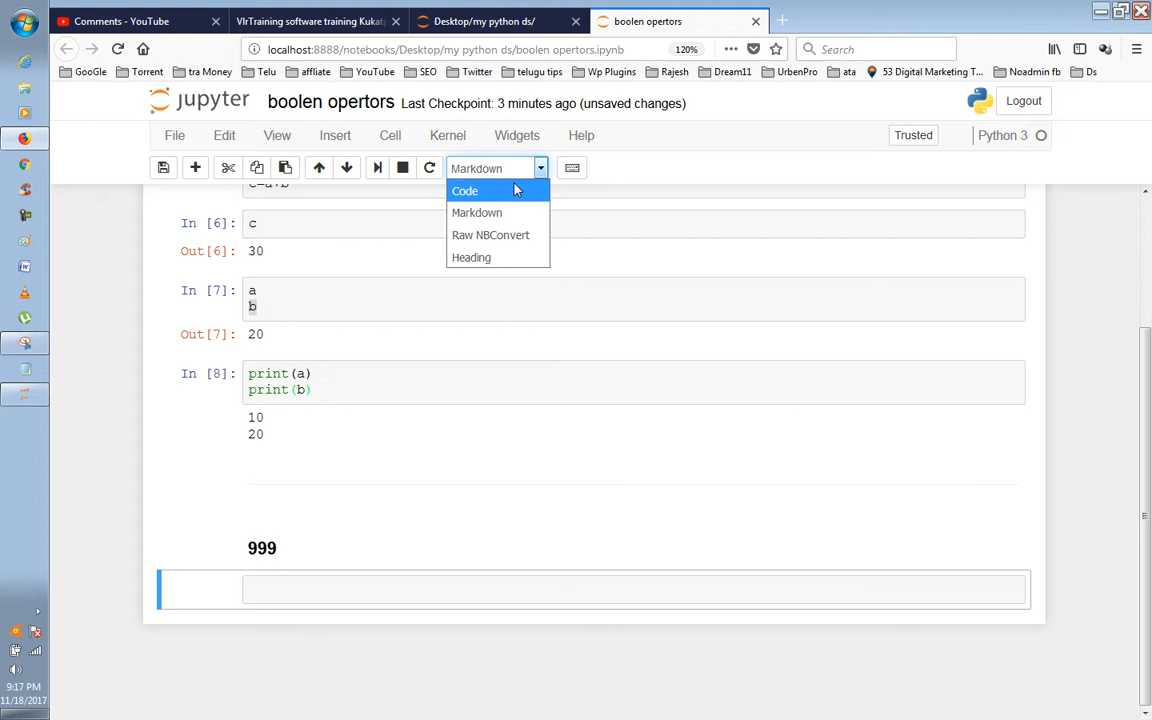 Comments - YouTube
VlrTraining software training Kukatp
Desktop/my python ds/
boolen opertors
localhost:8888/notebooks/Desktop/my python ds/boolen opertors.ipynb
120%
Search
GooGle
Torrent
tra Money
Telu
affliate
YouTube
SEO
Twitter
telugu tips
Wp Plugins
Rajesh
Dream11
UrbenPro
ata
53 Digital Marketing T...
Noadmin fb
Ds
jupyter
boolen opertors Last Checkpoint: 3 minutes ago (unsaved changes)
Logout
File Edit View Insert Cell Kernel Widgets Help
Trusted
Python 3
Markdown
Code
Markdown
Raw NBConvert
Heading
c=a+b
In [6]: c
Out[6]: 30
In [7]: a
b
Out[7]: 20
In [8]: print(a)
print(b)
10
20
999
9:17 PM
11/18/2017